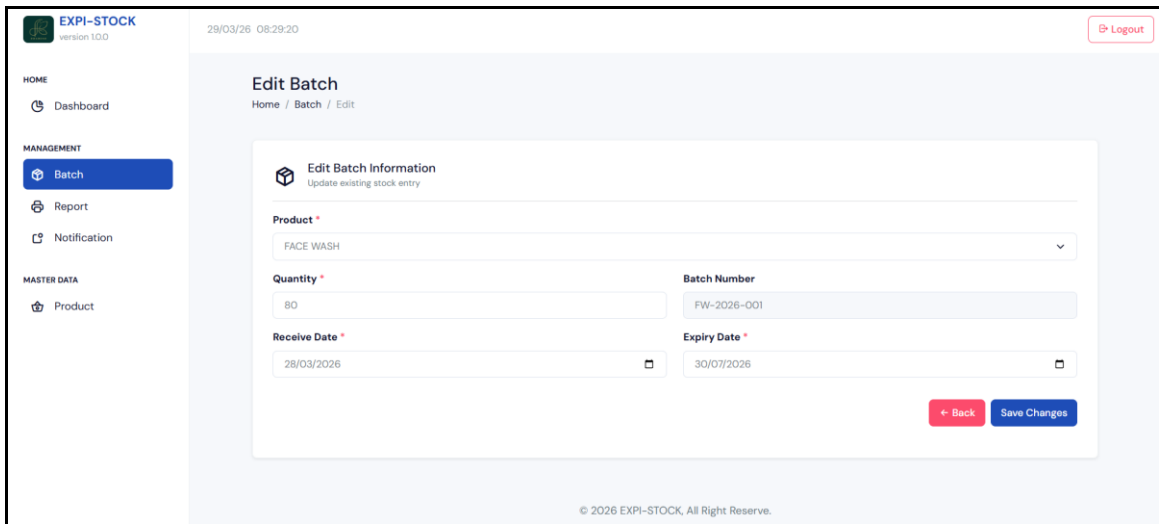 EXPI-STOCK
version 1.0.0
29/03/26 08:29:20
Logout
HOME
Dashboard
MANAGEMENT
Batch
Report
Notification
MASTER DATA
Product
Edit Batch
Home / Batch / Edit
Edit Batch Information
Update existing stock entry
Product *
FACE WASH
Quantity * Batch Number
80 FW-2026-001
Receive Date * Expiry Date *
28/03/2026 30/07/2026
← Back Save Changes
© 2026 EXPI-STOCK, All Right Reserve.